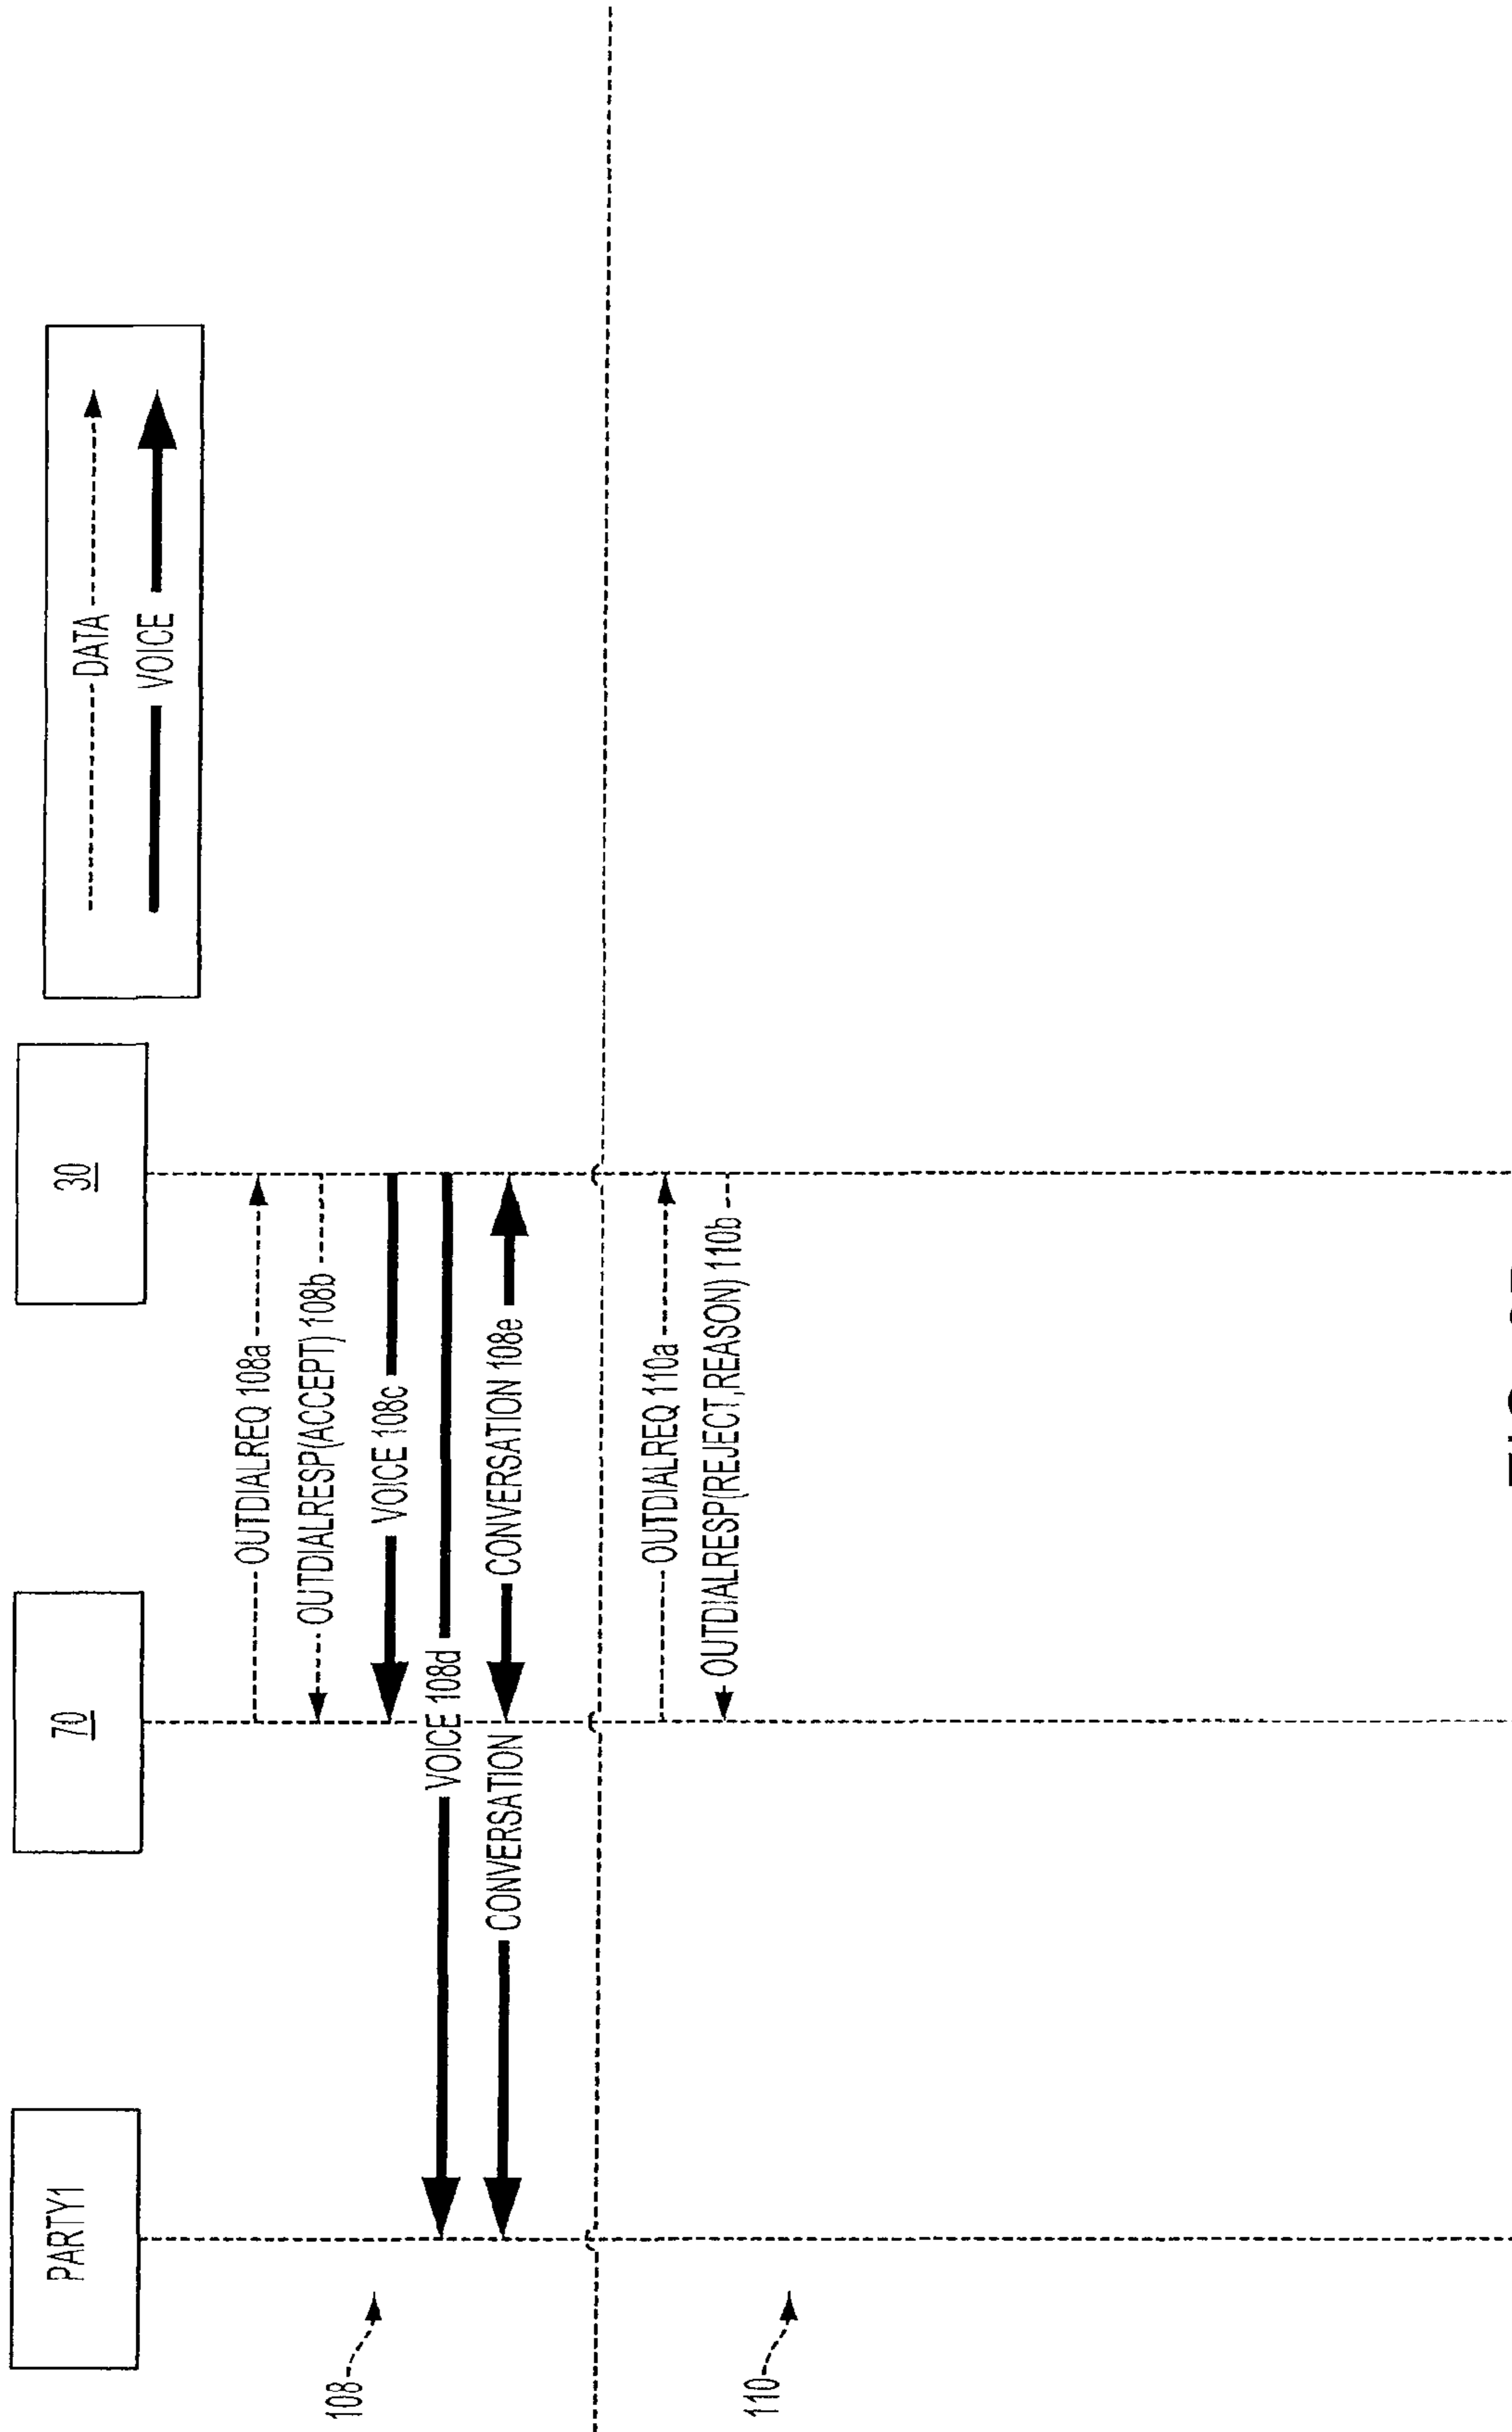 PARTY1
70
30
DATA
VOICE
108
OUTDIALREQ 108a
OUTDIALRESP(ACCEPT) 108b
VOICE 108c
VOICE 108d
CONVERSATION
CONVERSATION 108e
110
OUTDIALREQ 110a
OUTDIALRESP(REJECT,REASON) 110b